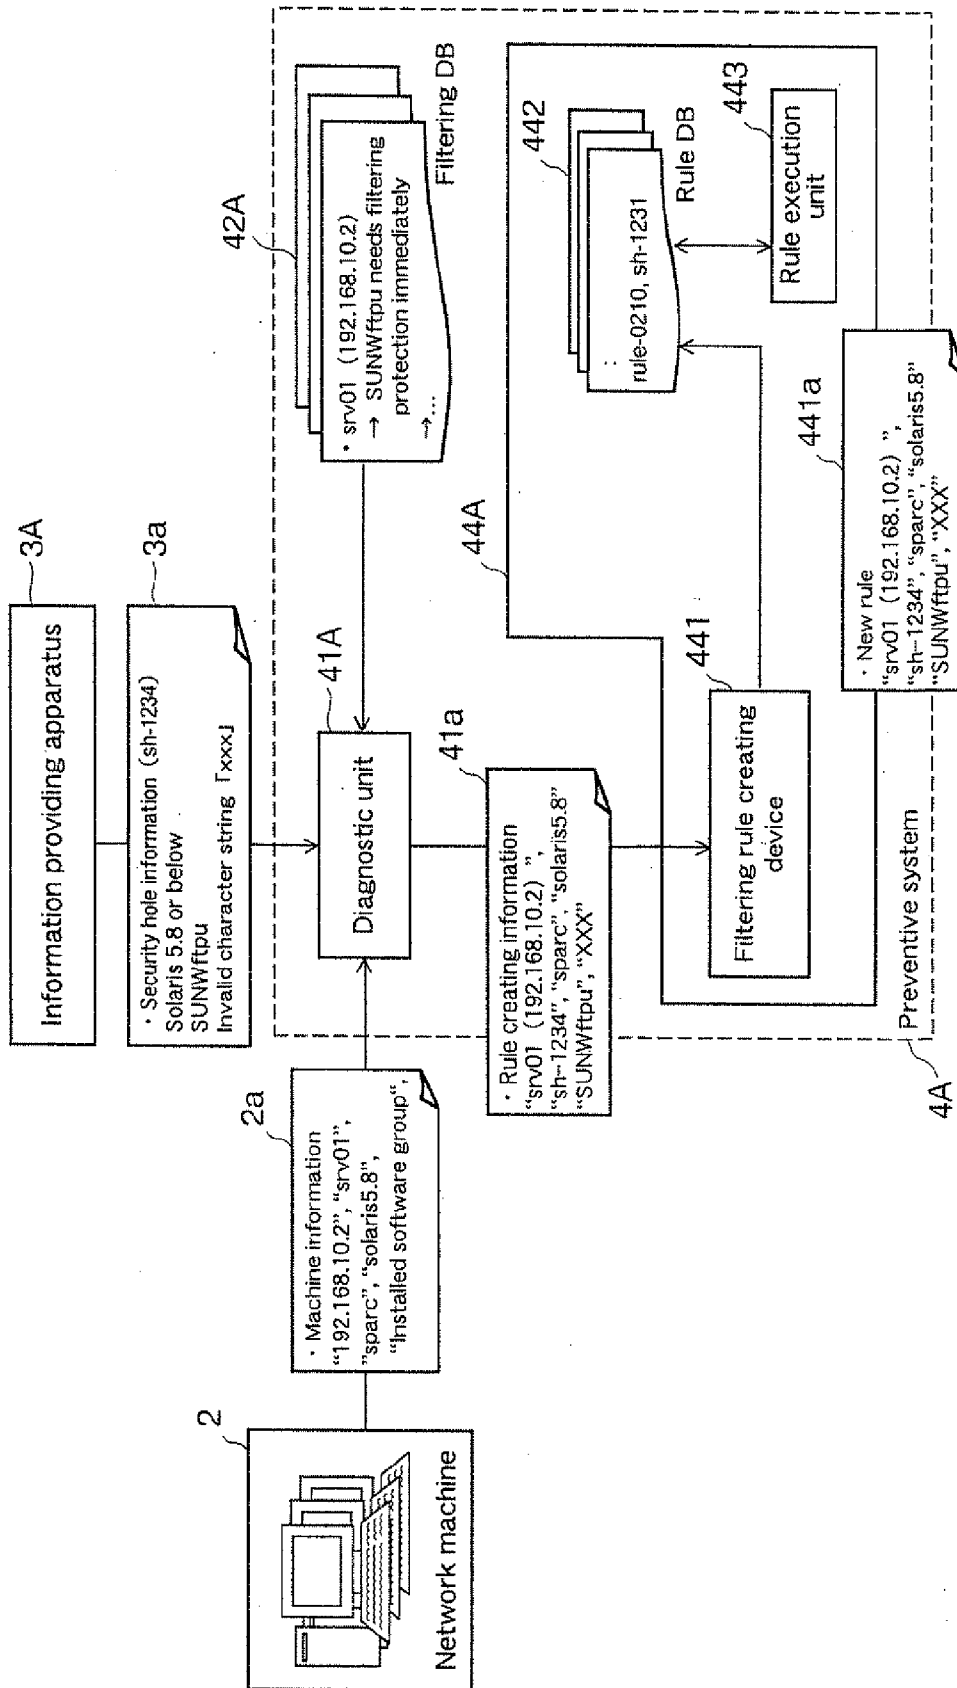 3A
Information providing apparatus
3a
・Security hole information (sh-1234)
Solaris 5.8 or below
SUNWftpu
Invalid character string 「xxx」
2
Network machine
2a
・Machine information
“192.168.10.2”, “srv01”,
”sparc”, “solaris5.8”,
“Installed software group“,
41A
Diagnostic unit
42A
・srv01 (192.168.10.2)
→ SUNWftpu needs filtering
protection immediately
→...
Filtering DB
41a
・Rule creating information
“srv01 (192.168.10.2) ”,
“sh-1234”, “sparc”, “solaris5.8”
“SUNWftpu”, “XXX”
44A
441
Filtering rule creating
device
442
:
rule-0210, sh-1231
Rule DB
443
Rule execution
unit
441a
・New rule
“srv01 (192.168.10.2) ”,
“sh-1234”, “sparc”, “solaris5.8”
“SUNWftpu”, “XXX”
4A
Preventive system